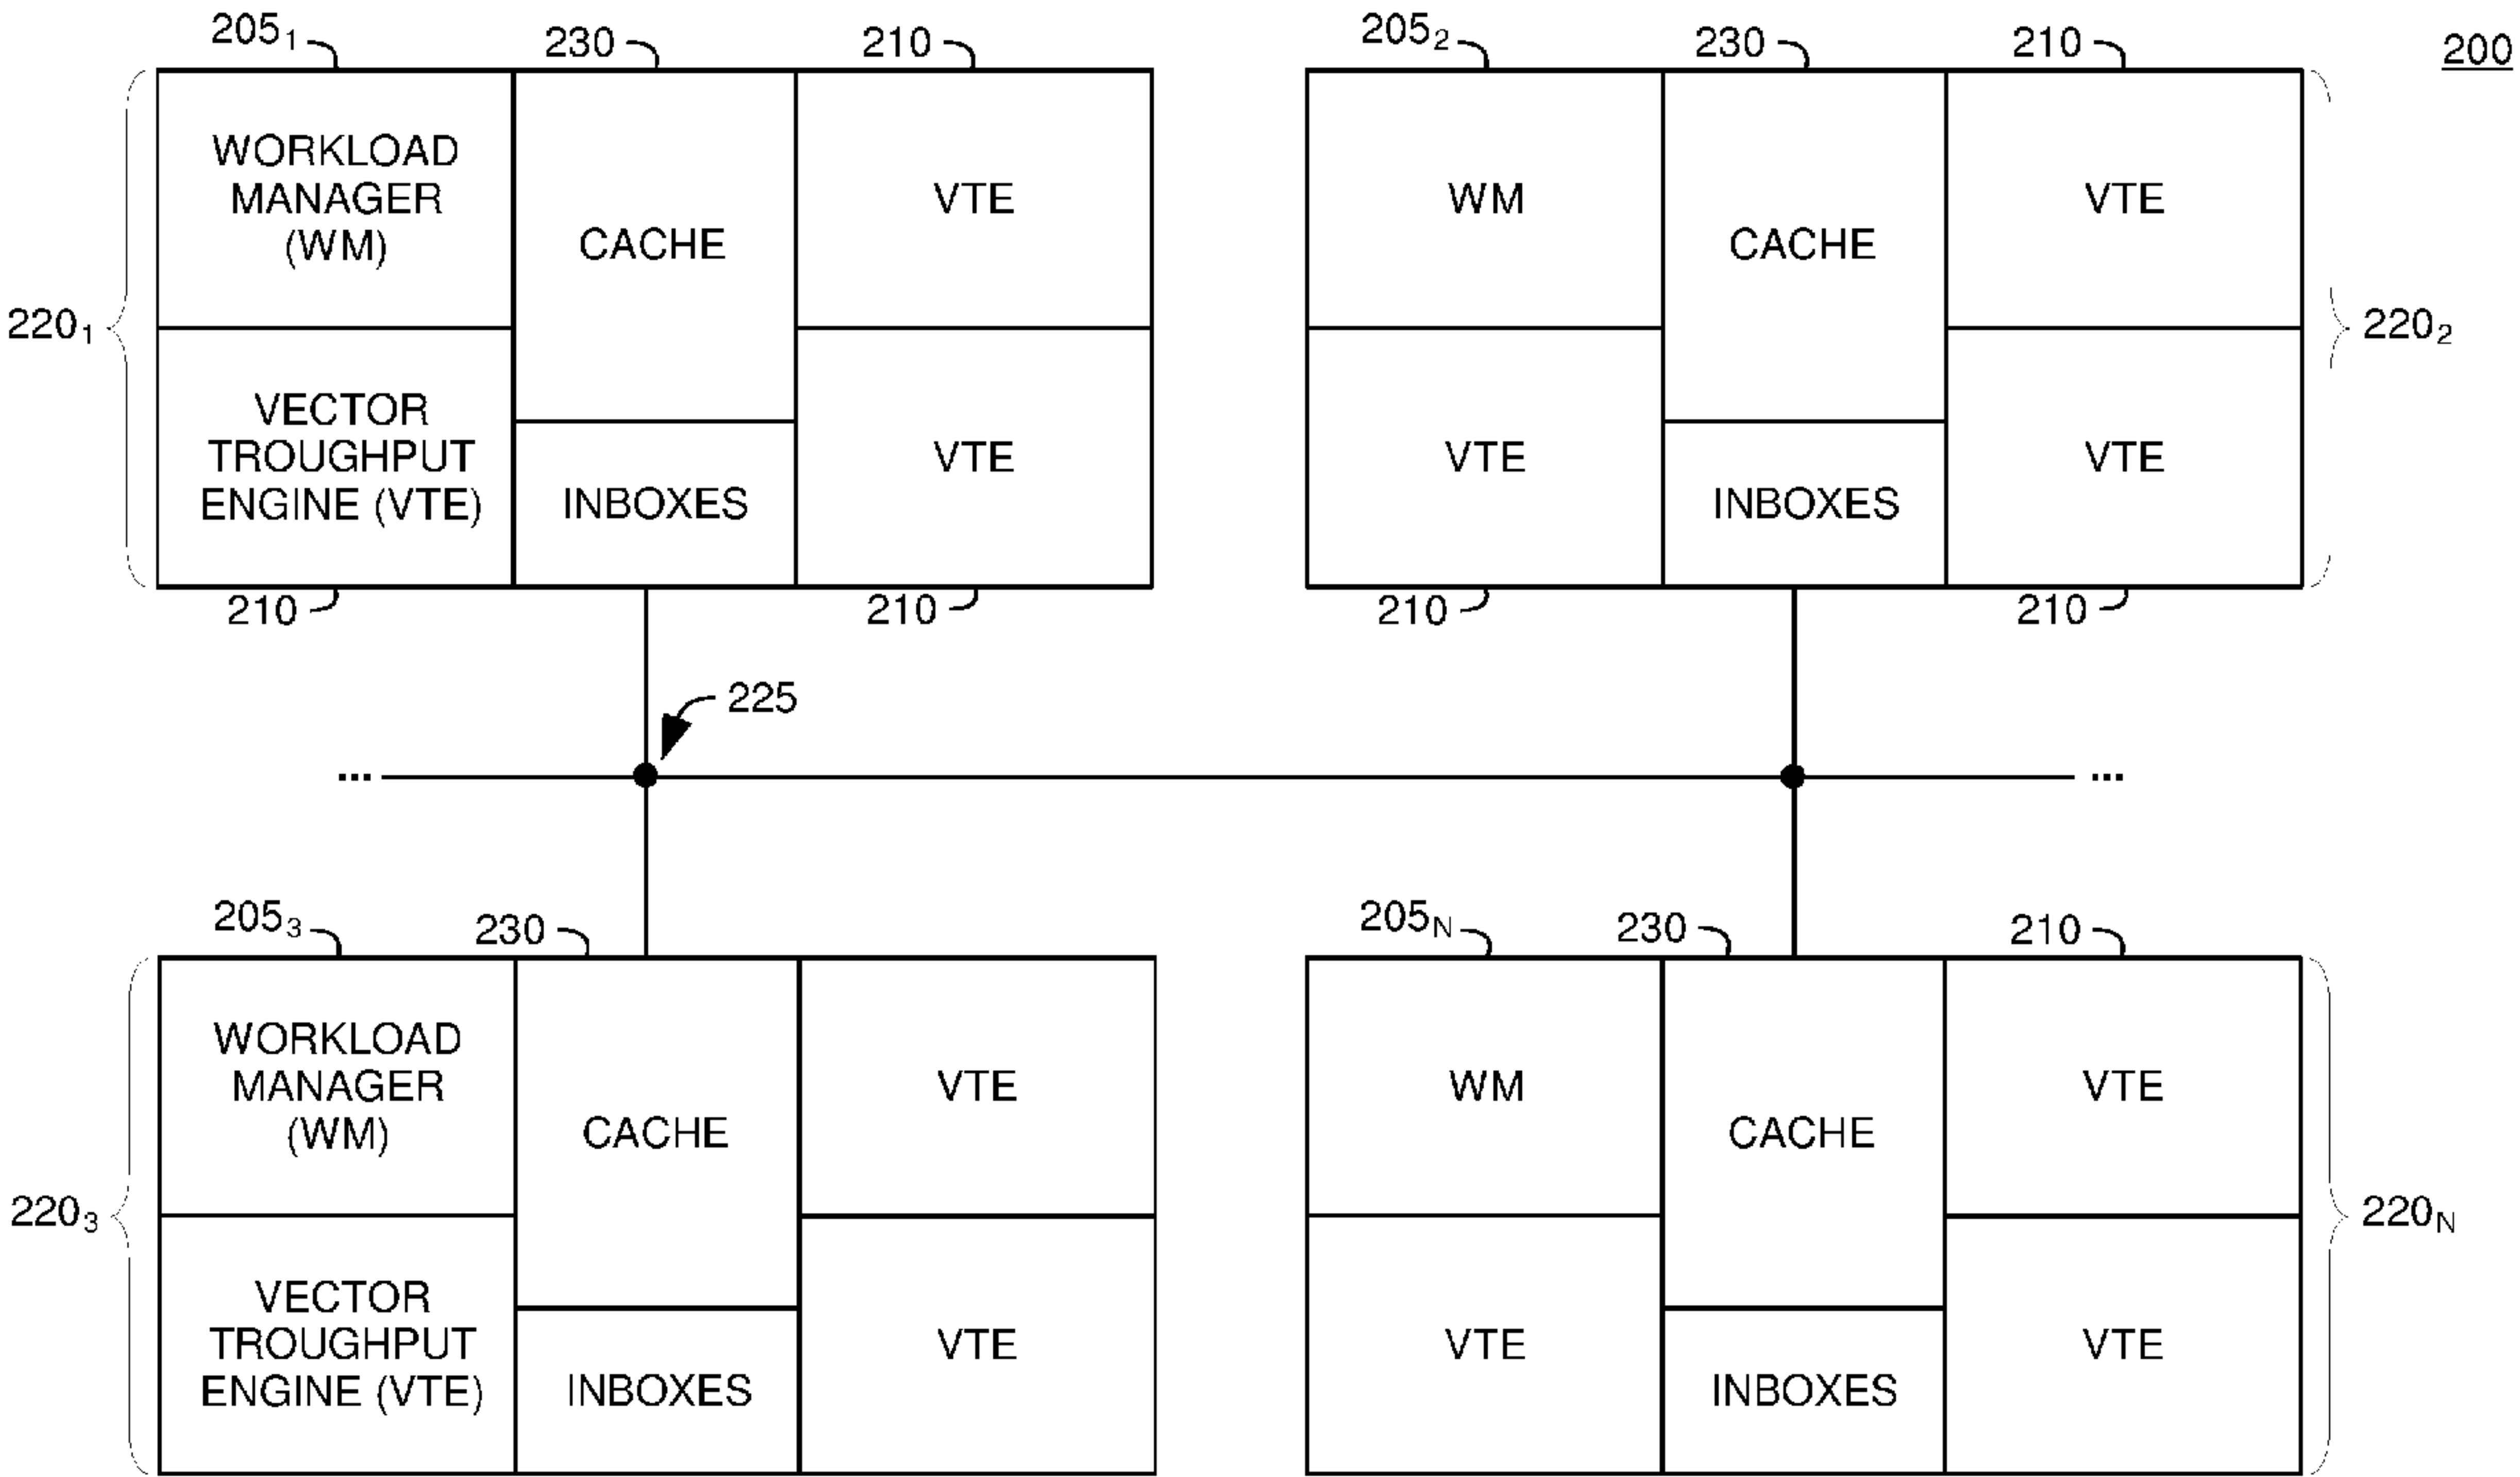 205₁ 230 210 205₂ 230 210 200
WORKLOAD
MANAGER
(WM)
CACHE
VTE
VECTOR
TROUGHPUT
ENGINE (VTE)
INBOXES
VTE
220₁
210 210
WM
CACHE
VTE
VTE
INBOXES
VTE
220₂
210 210
225
... ...
205₃ 230 205N 230 210
WORKLOAD
MANAGER
(WM)
CACHE
VTE
VECTOR
TROUGHPUT
ENGINE (VTE)
INBOXES
VTE
220₃
WM
CACHE
VTE
VTE
INBOXES
VTE
220N